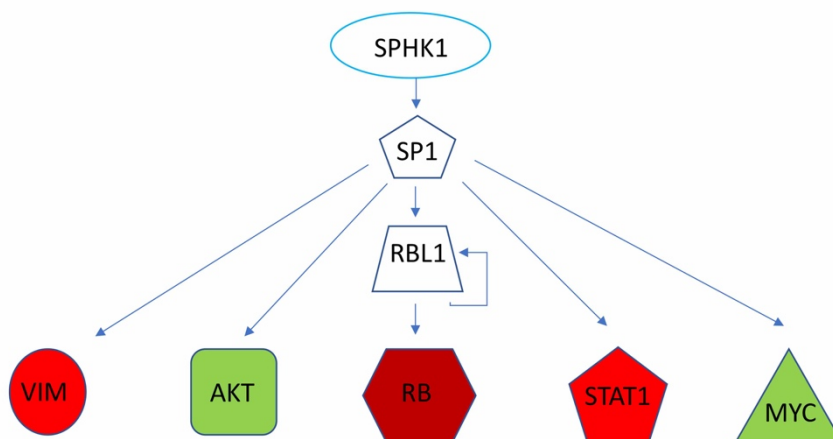 SPHK1
SP1
RBL1
VIM
AKT
RB
STAT1
MYC